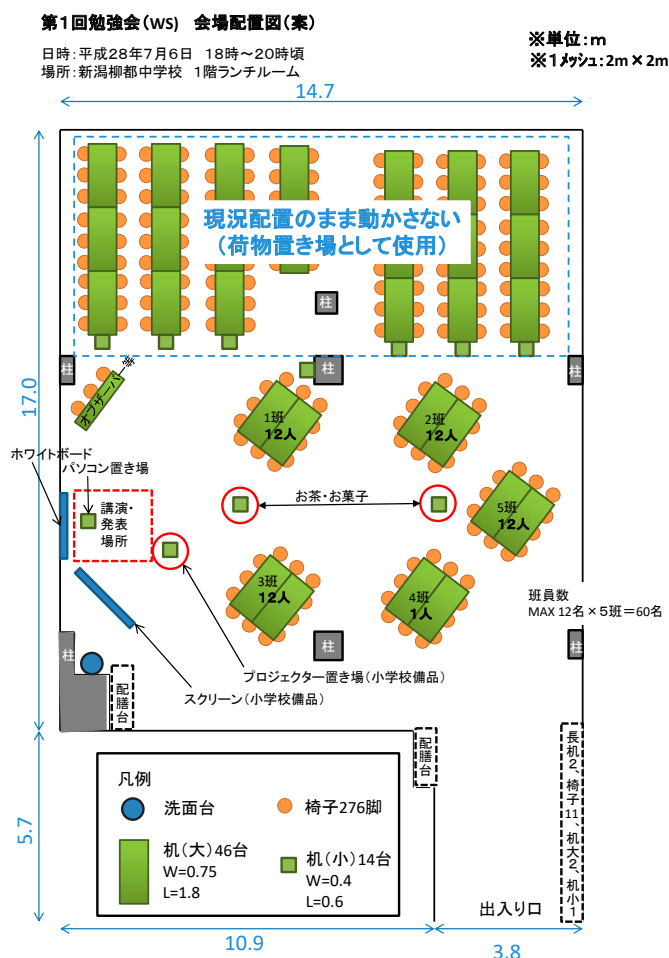 第1回勉強会(WS) 会場配置図(案)
日時:平成28年7月6日 18時~20時頃
場所:新潟柳都中学校 1階ランチルーム
※単位:m
※1メッシュ:2m×2m
14.7
現況配置のまま動かさない
(荷物置き場として使用)
柱
柱
柱
柱
17.0
オブザーバー等
1班
12人
2班
12人
ホワイトボード
パソコン置き場
講演・
発表
場所
お茶・お菓子
5班
12人
3班
12人
4班
1人
班員数
MAX 12名×5班=60名
柱
柱
柱
プロジェクター置き場(小学校備品)
スクリーン(小学校備品)
配膳台
配膳台
長机2、椅子11、机大2、机小1
5.7
凡例
洗面台
椅子276脚
机(大)46台
W=0.75
L=1.8
机(小)14台
W=0.4
L=0.6
出入り口
10.9
3.8